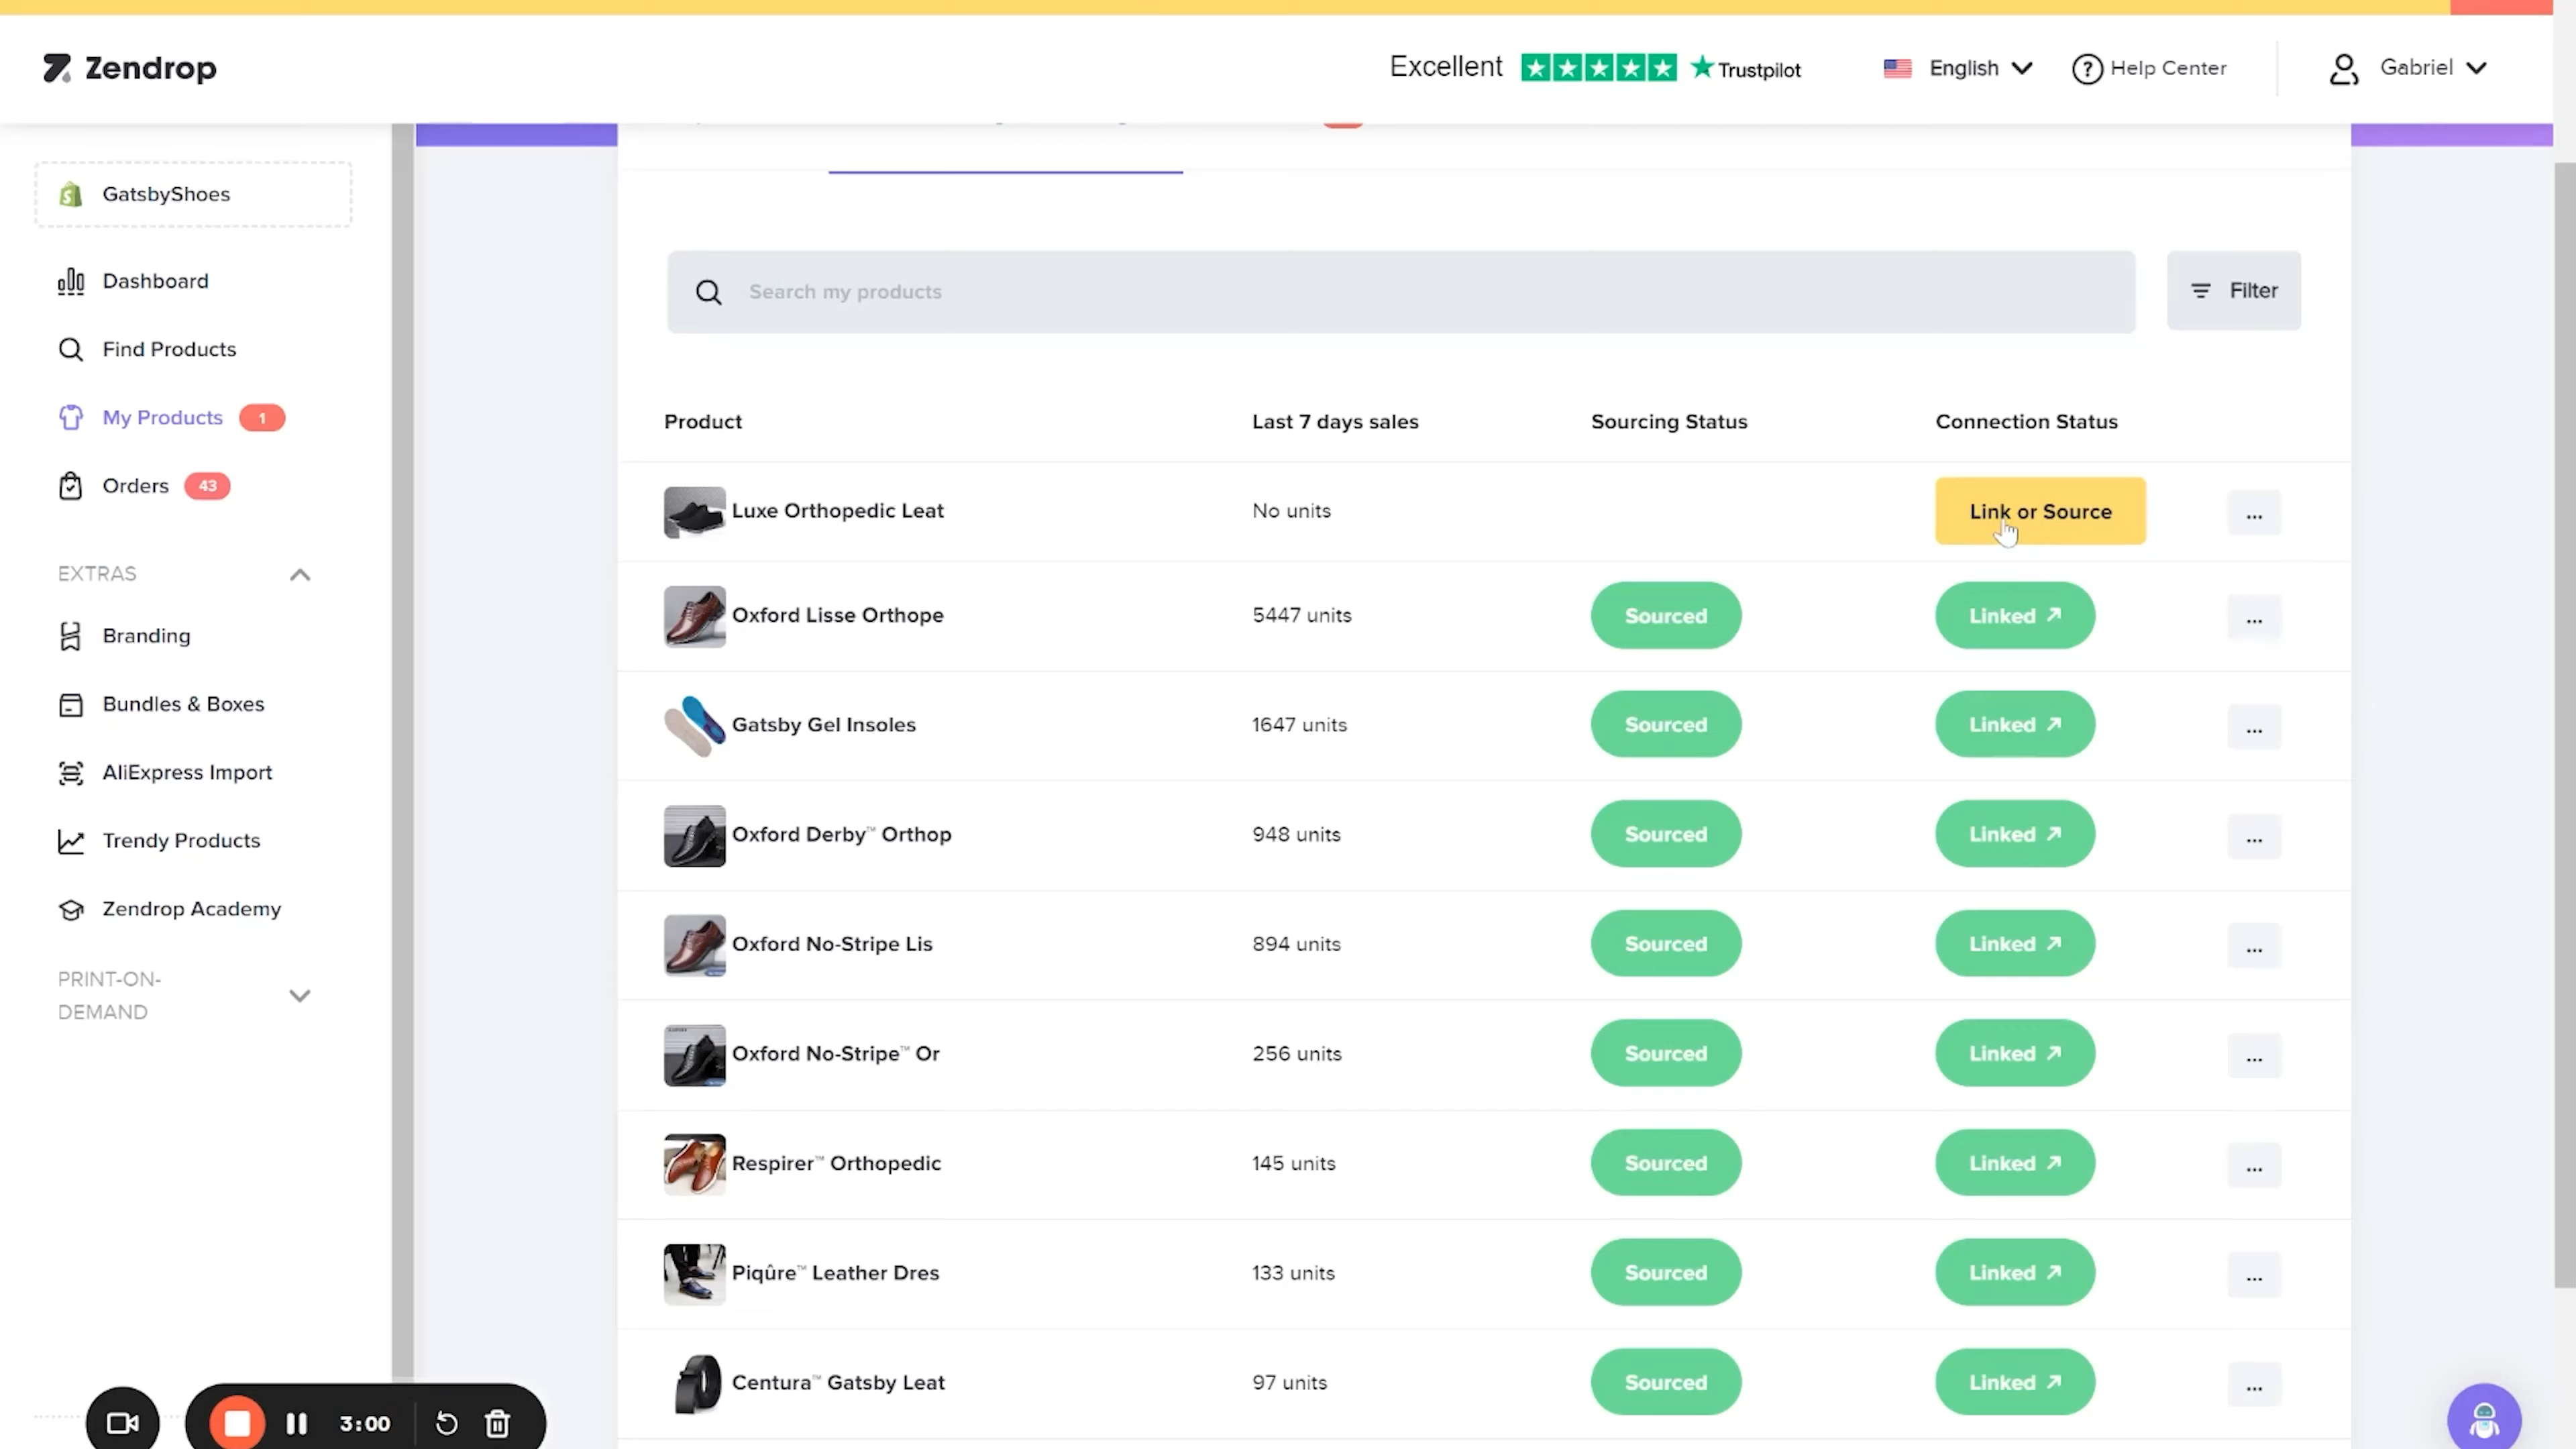 Zendrop
Excellent
Trustpilot
English
Help Center
Gabriel
GatsbyShoes
Dashboard
Find Products
My Products 1
Orders 43
EXTRAS
Branding
Bundles & Boxes
AliExpress Import
Trendy Products
Zendrop Academy
PRINT-ON-
DEMAND
Search my products
Filter
Product Last 7 days sales Sourcing Status Connection Status
Luxe Orthopedic Leat No units Link or Source ...
Oxford Lisse Orthope 5447 units Sourced Linked ...
Gatsby Gel Insoles 1647 units Sourced Linked ...
Oxford Derby™ Orthop 948 units Sourced Linked ...
Oxford No-Stripe Lis 894 units Sourced Linked ...
Oxford No-Stripe™ Or 256 units Sourced Linked ...
Respirer™ Orthopedic 145 units Sourced Linked ...
Piqûre™ Leather Dres 133 units Sourced Linked ...
Centura™ Gatsby Leat 97 units Sourced Linked ...
3:00